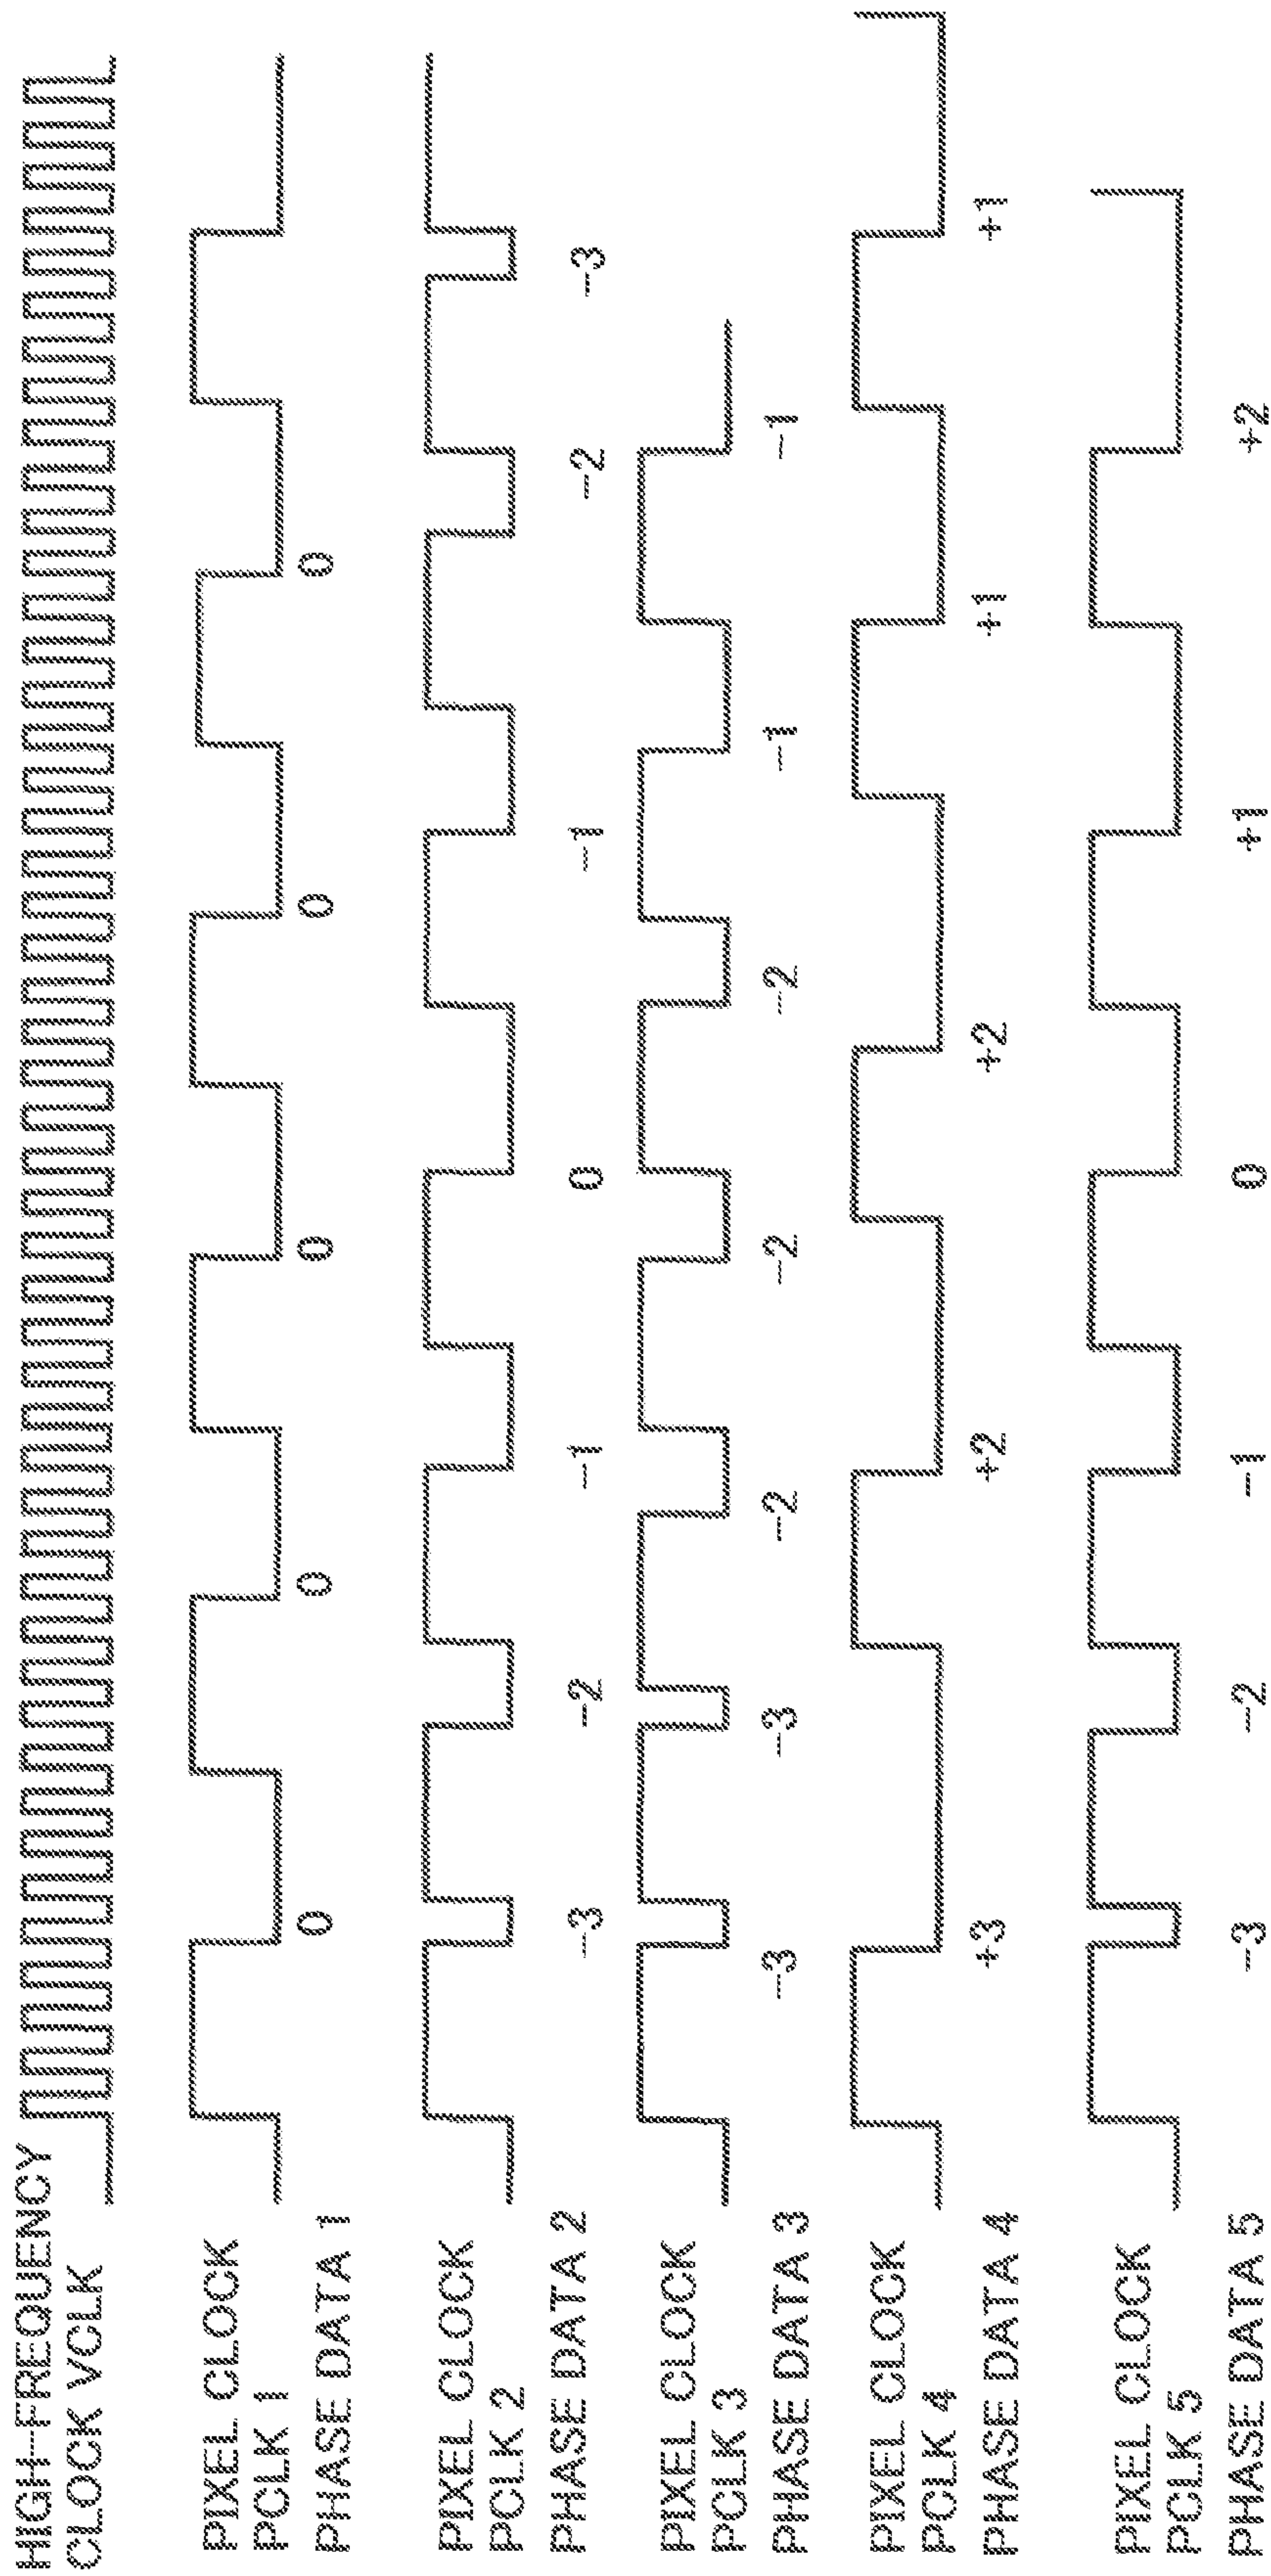 HIGH-FREQUENCY
CLOCK VCLK
PIXEL CLOCK
PCLK 1
PHASE DATA 1
0 0 0 0 0
PIXEL CLOCK
PCLK 2
PHASE DATA 2
-3 -2 -1 0 -1 -2 -3
PIXEL CLOCK
PCLK 3
PHASE DATA 3
-3 -3 -2 -2 -2 -1 -1
PIXEL CLOCK
PCLK 4
PHASE DATA 4
+3 +2 +2 +1 +1
PIXEL CLOCK
PCLK 5
PHASE DATA 5
-3 -2 -1 0 +1 +2